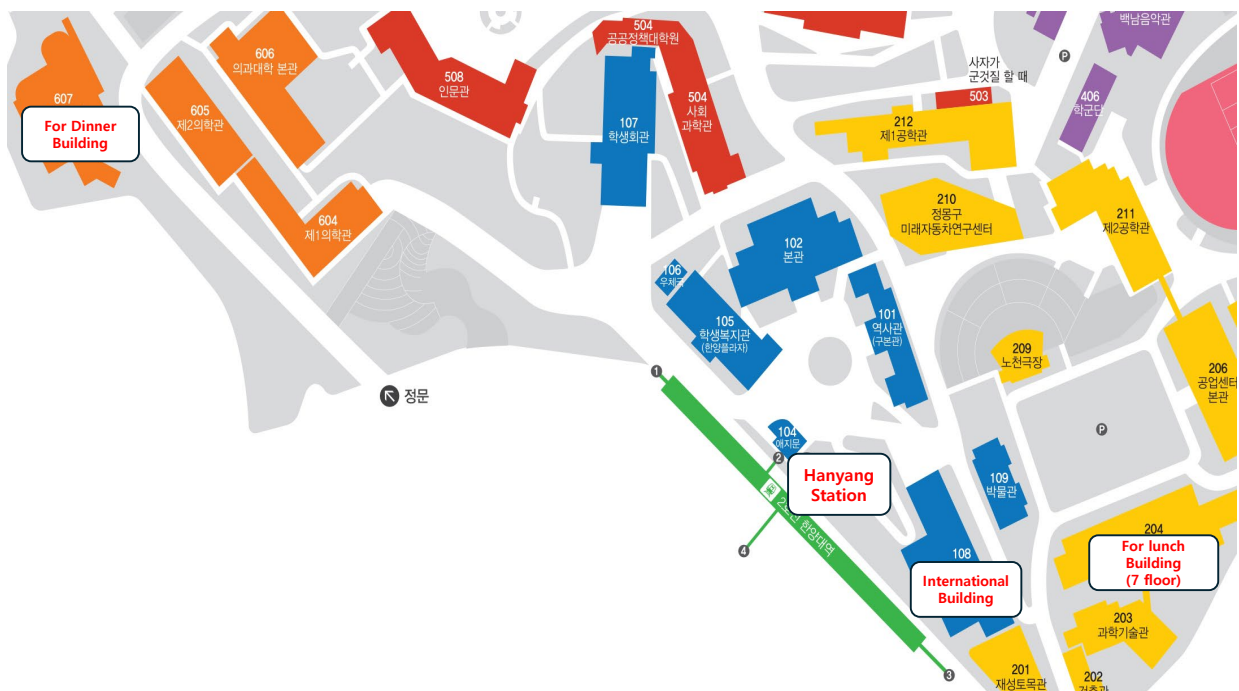 504
공공정책대학원
백남음악관
P
606
의과대학 본관
508
인문관
사자가
군것질 할 때
607
For Dinner
Building
605
제2의학관
107
학생회관
504
사회
과학관
503
406
학군단
212
제1공학관
604
제1의학관
210
정몽구
미래자동차연구센터
211
제2공학관
102
본관
106
우체국
105
학생복지관
(한양플라자)
101
역사관
(구본관)
209
노천극장
206
공업센터
본관
1
정문
104
애지문
2
P
Hanyang
Station
109
박물관
2호선 한양대역
4
108
International
Building
204
For lunch
Building
(7 floor)
203
과학기술관
3
201
재성토목관
202
건축관